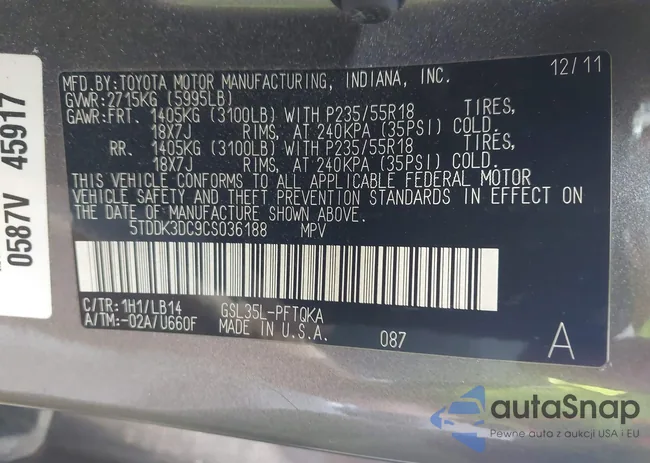 0587V 45917
MFD.BY:TOYOTA MOTOR MANUFACTURING, INDIANA, INC. 12/11
GVWR:2715KG (5995LB)
GAWR:FRT. 1405KG (3100LB) WITH P235/55R18 TIRES,
18X7J RIMS, AT 240KPA (35PSI) COLD.
RR. 1405KG (3100LB) WITH P235/55R18 TIRES,
18X7J RIMS, AT 240KPA (35PSI) COLD.
THIS VEHICLE CONFORMS TO ALL APPLICABLE FEDERAL MOTOR
VEHICLE SAFETY AND THEFT PREVENTION STANDARDS IN EFFECT ON
THE DATE OF MANUFACTURE SHOWN ABOVE.
5TDDK3DC9CS036188 MPV
C/TR:1H1/LB14 GSL35L-PFTQKA
A/TM:-02A/U660F MADE IN U.S.A. 087 A
autaSnap
Pewne auto z aukcji USA i EU